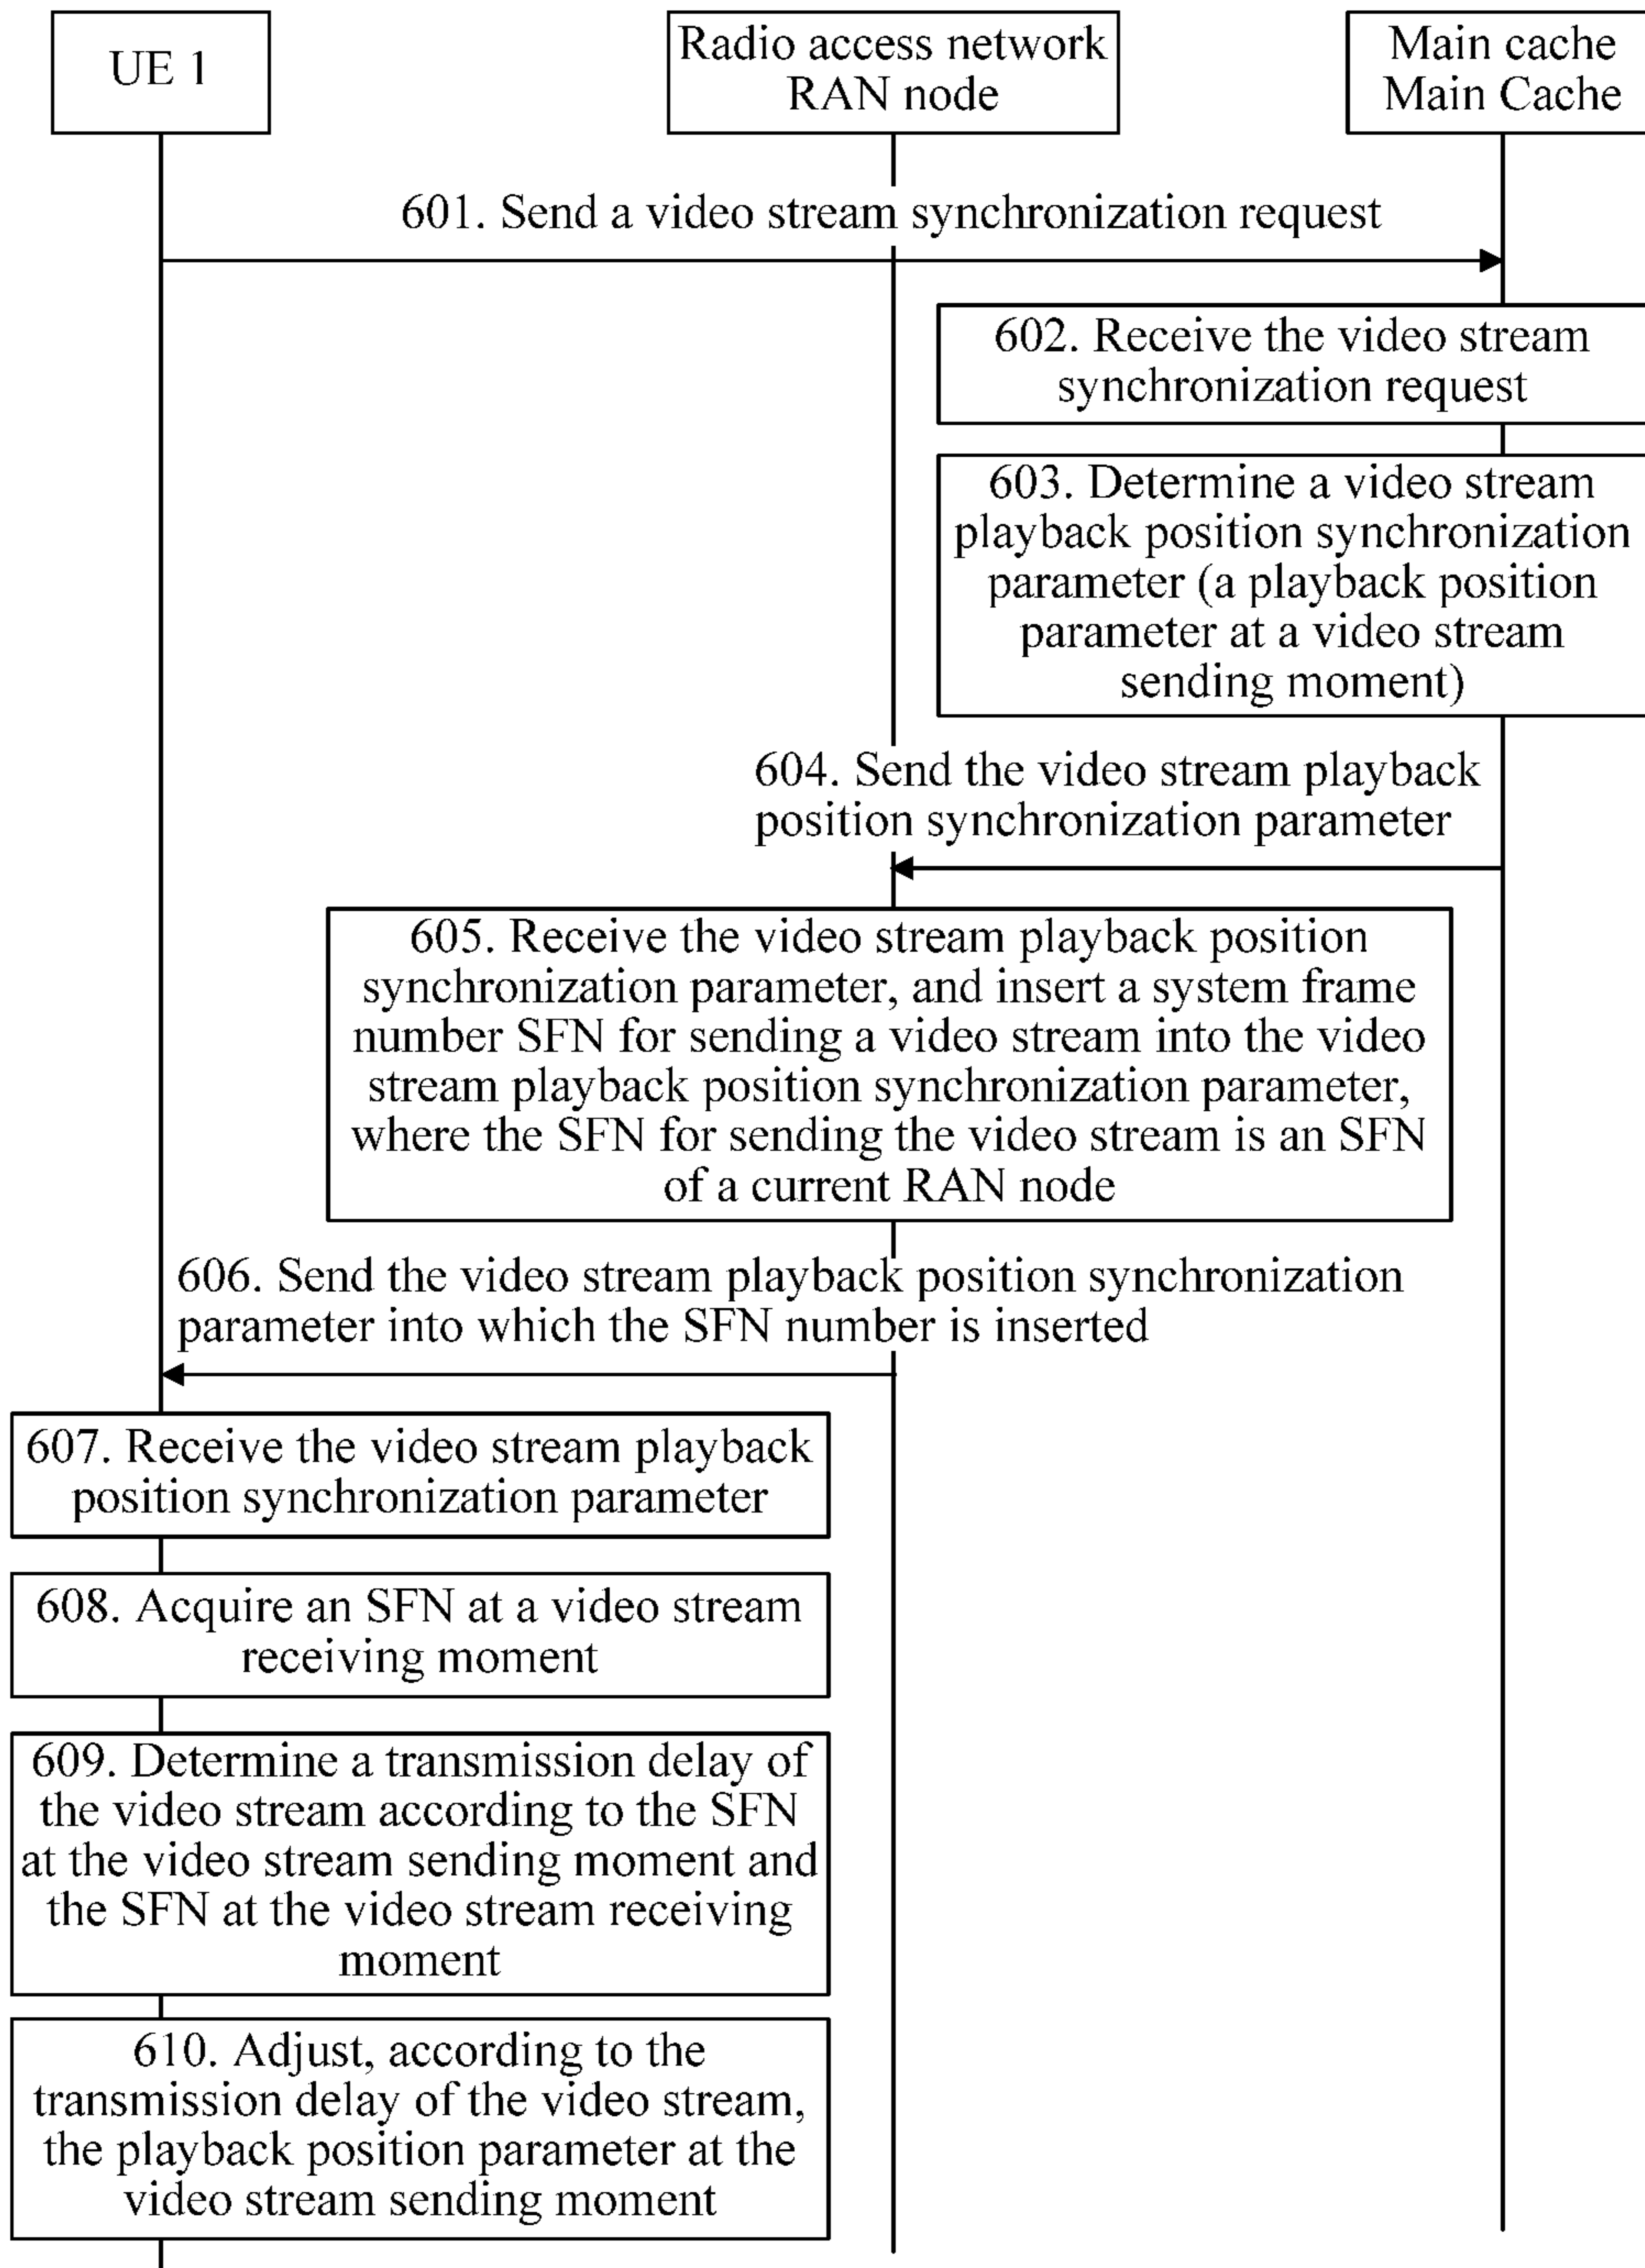 UE 1
Radio access network
RAN node
Main cache
Main Cache
601. Send a video stream synchronization request
602. Receive the video stream
synchronization request
603. Determine a video stream
playback position synchronization
parameter (a playback position
parameter at a video stream
sending moment)
604. Send the video stream playback
position synchronization parameter
605. Receive the video stream playback position
synchronization parameter, and insert a system frame
number SFN for sending a video stream into the video
stream playback position synchronization parameter,
where the SFN for sending the video stream is an SFN
of a current RAN node
606. Send the video stream playback position synchronization
parameter into which the SFN number is inserted
607. Receive the video stream playback
position synchronization parameter
608. Acquire an SFN at a video stream
receiving moment
609. Determine a transmission delay of
the video stream according to the SFN
at the video stream sending moment and
the SFN at the video stream receiving
moment
610. Adjust, according to the
transmission delay of the video stream,
the playback position parameter at the
video stream sending moment